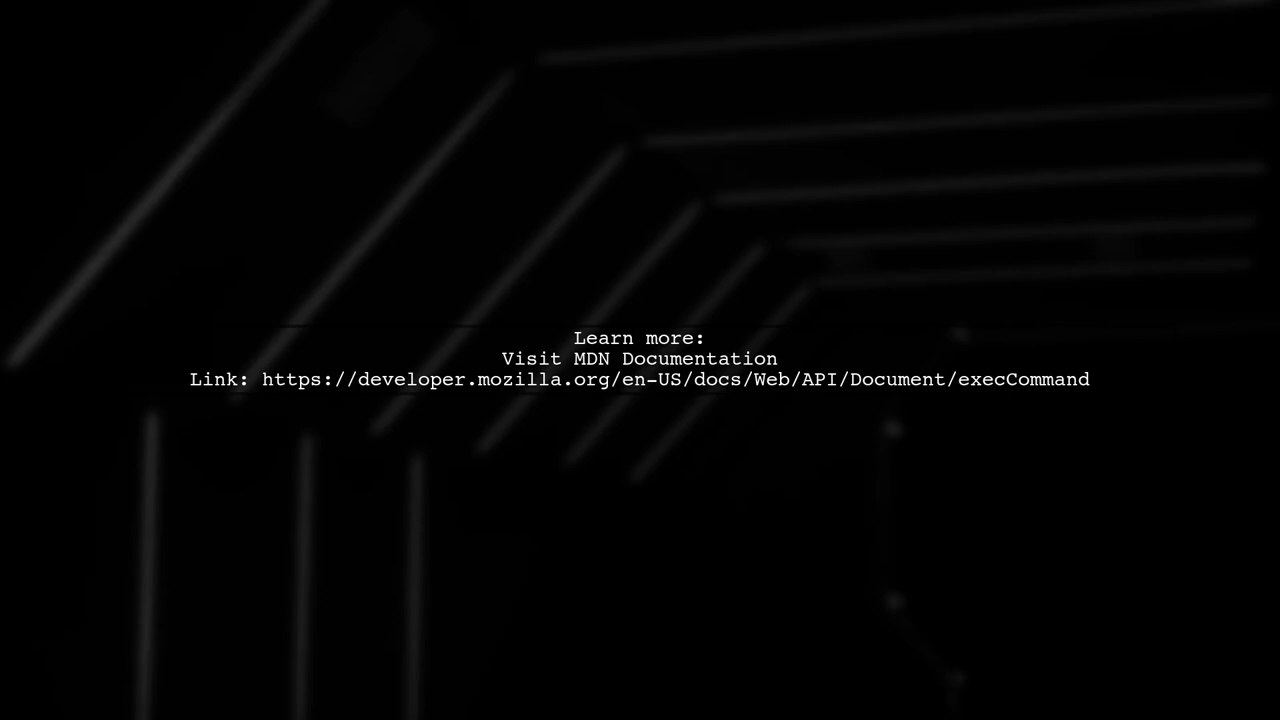 Learn more:
Visit MDN Documentation
Link: https://developer.mozilla.org/en-US/docs/Web/API/Document/execCommand